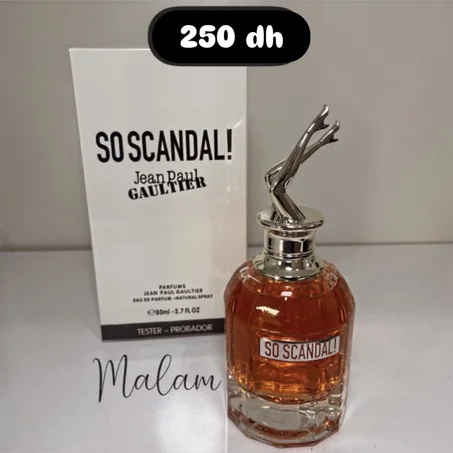 250 dh
SO SCANDAL!
Jean Paul
GAULTIER
PARFUMS
JEAN PAUL GAULTIER
EAU DE PARFUM - NATURAL SPRAY
℮80ml - 2.7 FL OZ
TESTER - PROBADOR
SO SCANDAL!
Malam